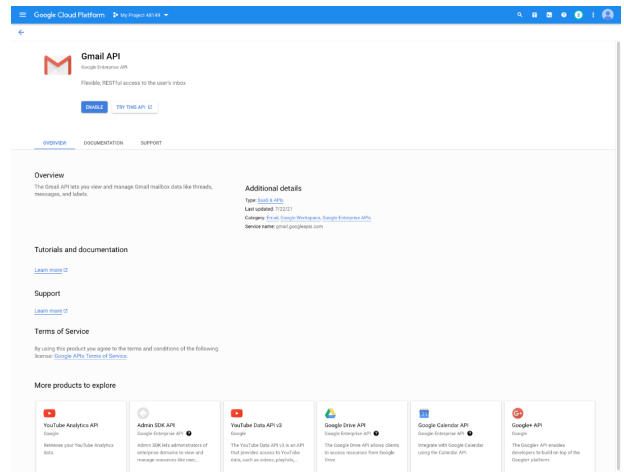 Google Cloud Platform
My Project 48149
Gmail API
Google Enterprise API
Flexible, RESTful access to the user's inbox
ENABLE
TRY THIS API
OVERVIEW
DOCUMENTATION
SUPPORT
Overview
The Gmail API lets you view and manage Gmail mailbox data like threads,
messages, and labels.
Additional details
Type: SaaS & APIs
Last updated: 7/22/21
Category: Email, Google Workspace, Google Enterprise APIs
Service name: gmail.googleapis.com
Tutorials and documentation
Learn more
Support
Learn more
Terms of Service
By using this product you agree to the terms and conditions of the following
license: Google APIs Terms of Service.
More products to explore
YouTube Analytics API
Google
Retrieves your YouTube Analytics
data.
Admin SDK API
Google Enterprise API
Admin SDK lets administrators of
enterprise domains to view and
manage resources like user,...
YouTube Data API v3
Google
The YouTube Data API v3 is an API
that provides access to YouTube
data, such as videos, playlists,...
Google Drive API
Google Enterprise API
The Google Drive API allows clients
to access resources from Google
Drive
Google Calendar API
Google Enterprise API
Integrate with Google Calendar
using the Calendar API.
Google+ API
Google
The Google+ API enables
developers to build on top of the
Google+ platform.